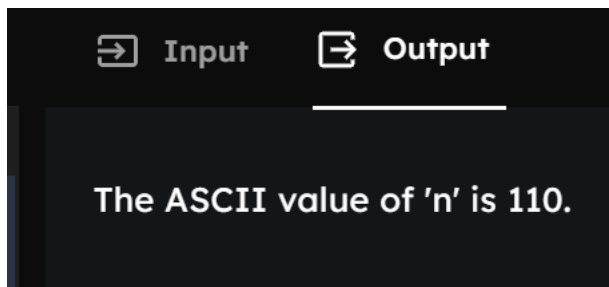 Input
Output
The ASCII value of 'n' is 110.